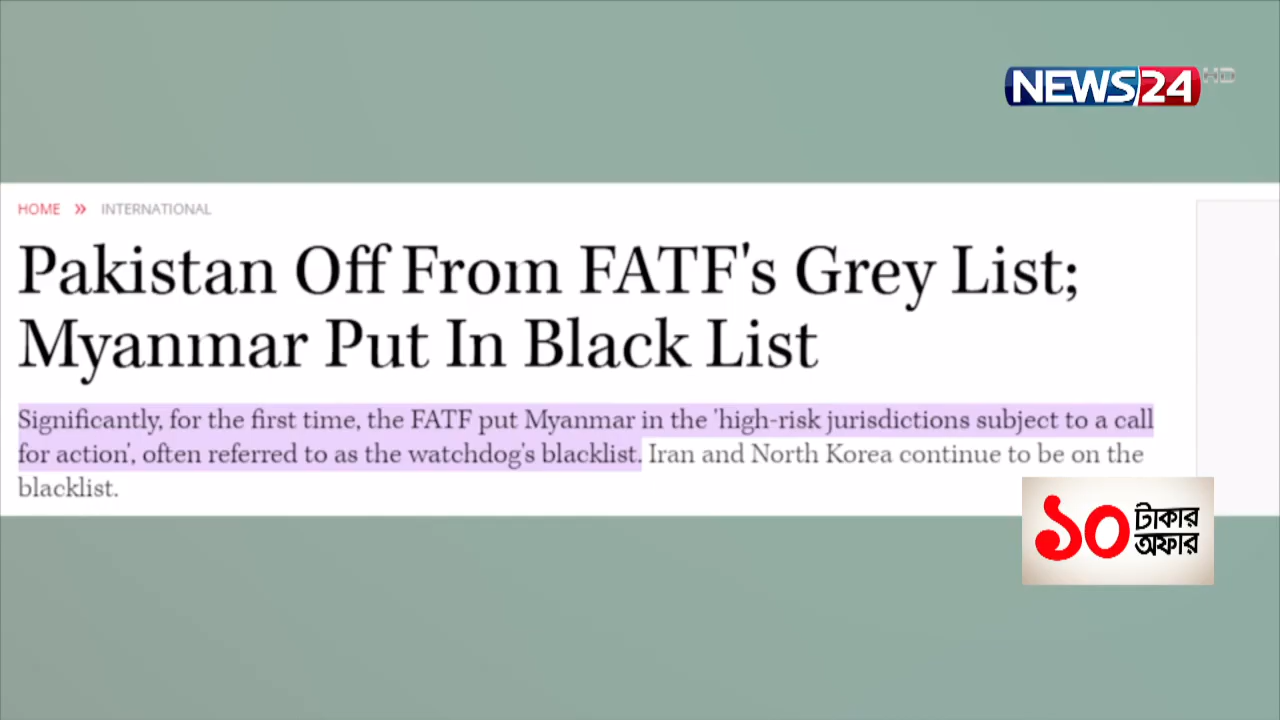 NEWS24 HD
HOME » INTERNATIONAL
Pakistan Off From FATF's Grey List;
Myanmar Put In Black List
Significantly, for the first time, the FATF put Myanmar in the 'high-risk jurisdictions subject to a call
for action', often referred to as the watchdog's blacklist. Iran and North Korea continue to be on the
blacklist.
১০ টাকার
অফার